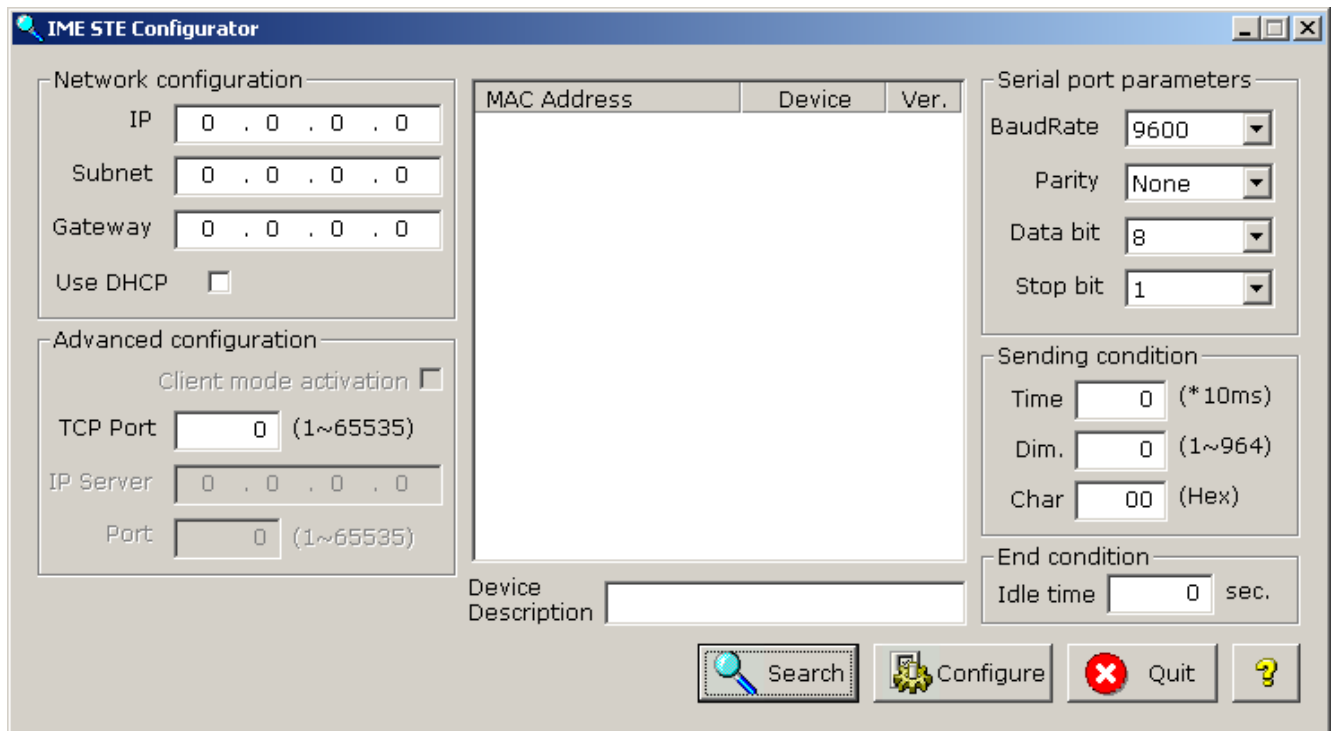 IME STE Configurator
Network configuration
IP 0 . 0 . 0 . 0
Subnet 0 . 0 . 0 . 0
Gateway 0 . 0 . 0 . 0
Use DHCP
Advanced configuration
Client mode activation
TCP Port 0 (1~65535)
IP Server 0 . 0 . 0 . 0
Port 0 (1~65535)
MAC Address Device Ver.
Device
Description
Serial port parameters
BaudRate 9600
Parity None
Data bit 8
Stop bit 1
Sending condition
Time 0 (*10ms)
Dim. 0 (1~964)
Char 00 (Hex)
End condition
Idle time 0 sec.
Search Configure Quit ?